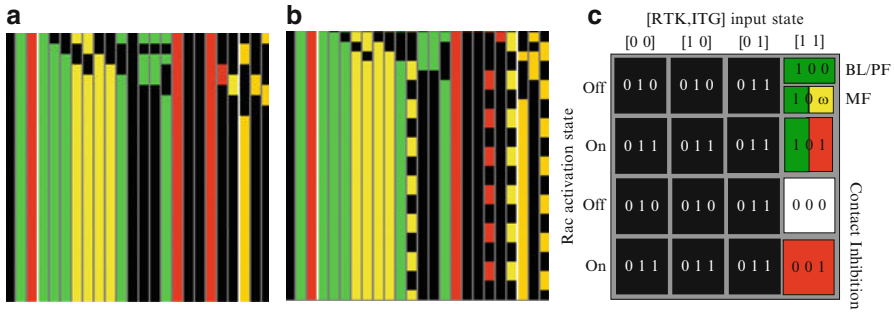 a
b
c
[RTK,ITG] input state
[0 0] [1 0] [0 1] [1 1]
Rac activation state
Off 0 1 0 0 1 0 0 1 1 1 0 0 BL/PF
1 0 ω MF
On 0 1 1 0 1 1 0 1 1 1 0 1
Off 0 1 0 0 1 0 0 1 1 0 0 0
On 0 1 1 0 1 1 0 1 1 0 0 1
Contact Inhibition